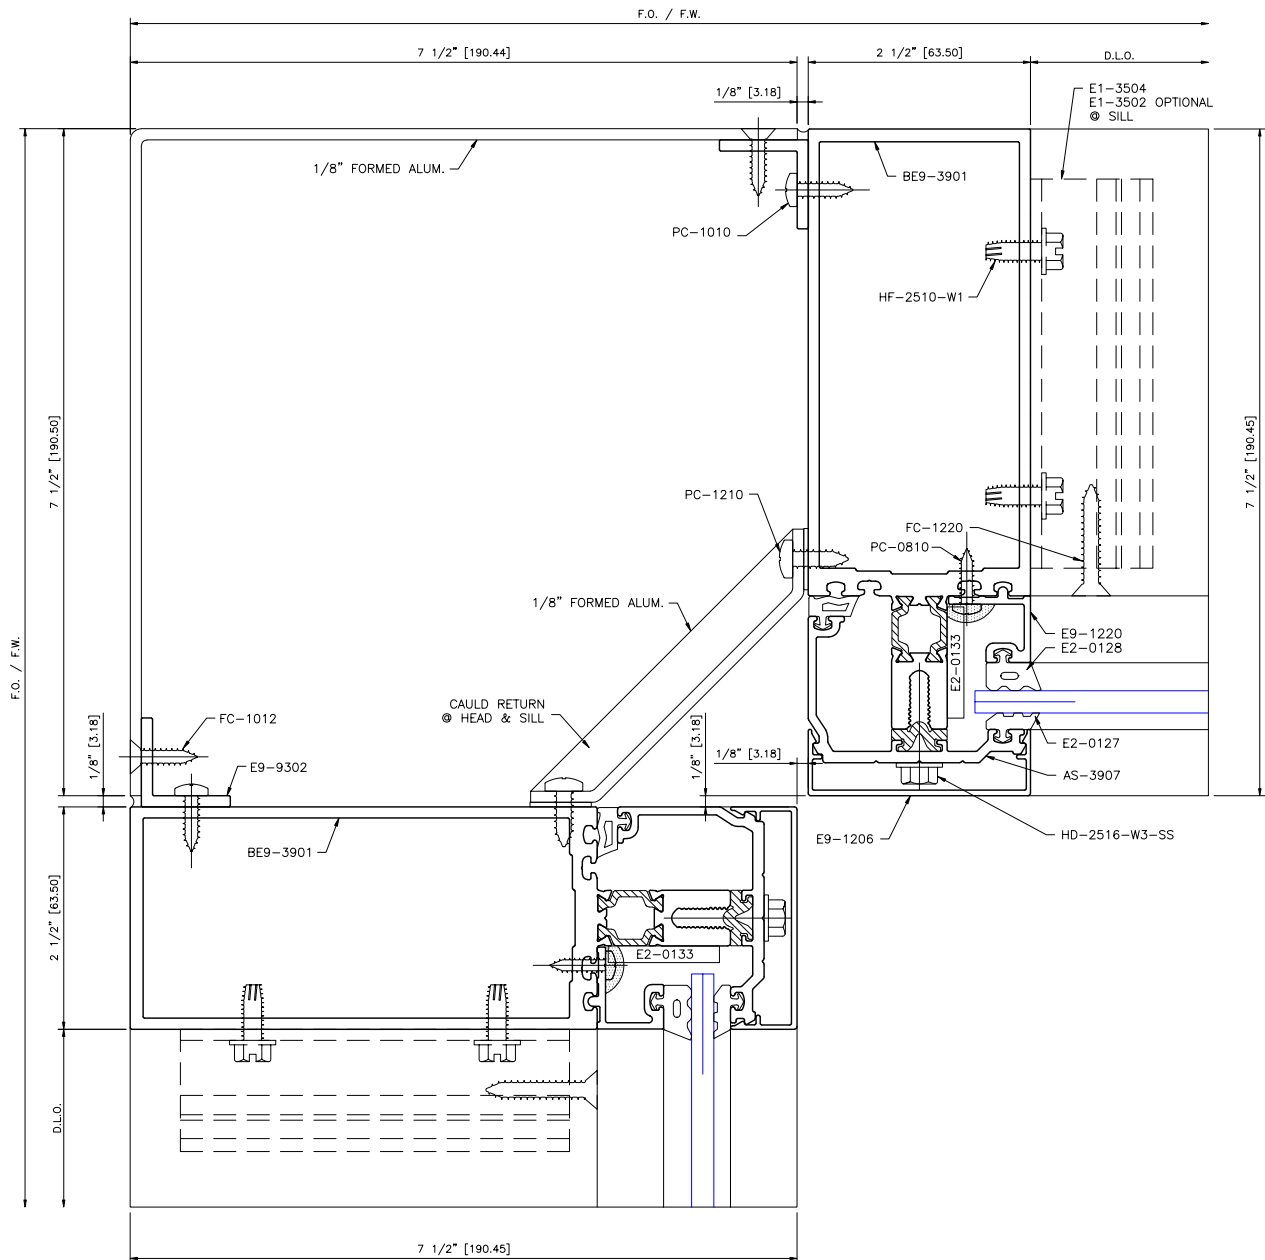 F.O. / F.W.
7 1/2" [190.44]
2 1/2" [63.50]
D.L.O.
1/8" [3.18]
E1-3504
E1-3502 OPTIONAL
@ SILL
1/8" FORMED ALUM.
BE9-3901
PC-1010
HF-2510-W1
7 1/2" [190.50]
7 1/2" [190.45]
PC-1210
FC-1220
PC-0810
1/8" FORMED ALUM.
E9-1220
E2-0128
E2-0133
F.O. / F.W.
CAULD RETURN
@ HEAD & SILL
FC-1012
E2-0127
1/8" [3.18]
1/8" [3.18]
1/8" [3.18]
E9-9302
AS-3907
HD-2516-W3-SS
E9-1206
BE9-3901
2 1/2" [63.50]
E2-0133
D.L.O.
7 1/2" [190.45]